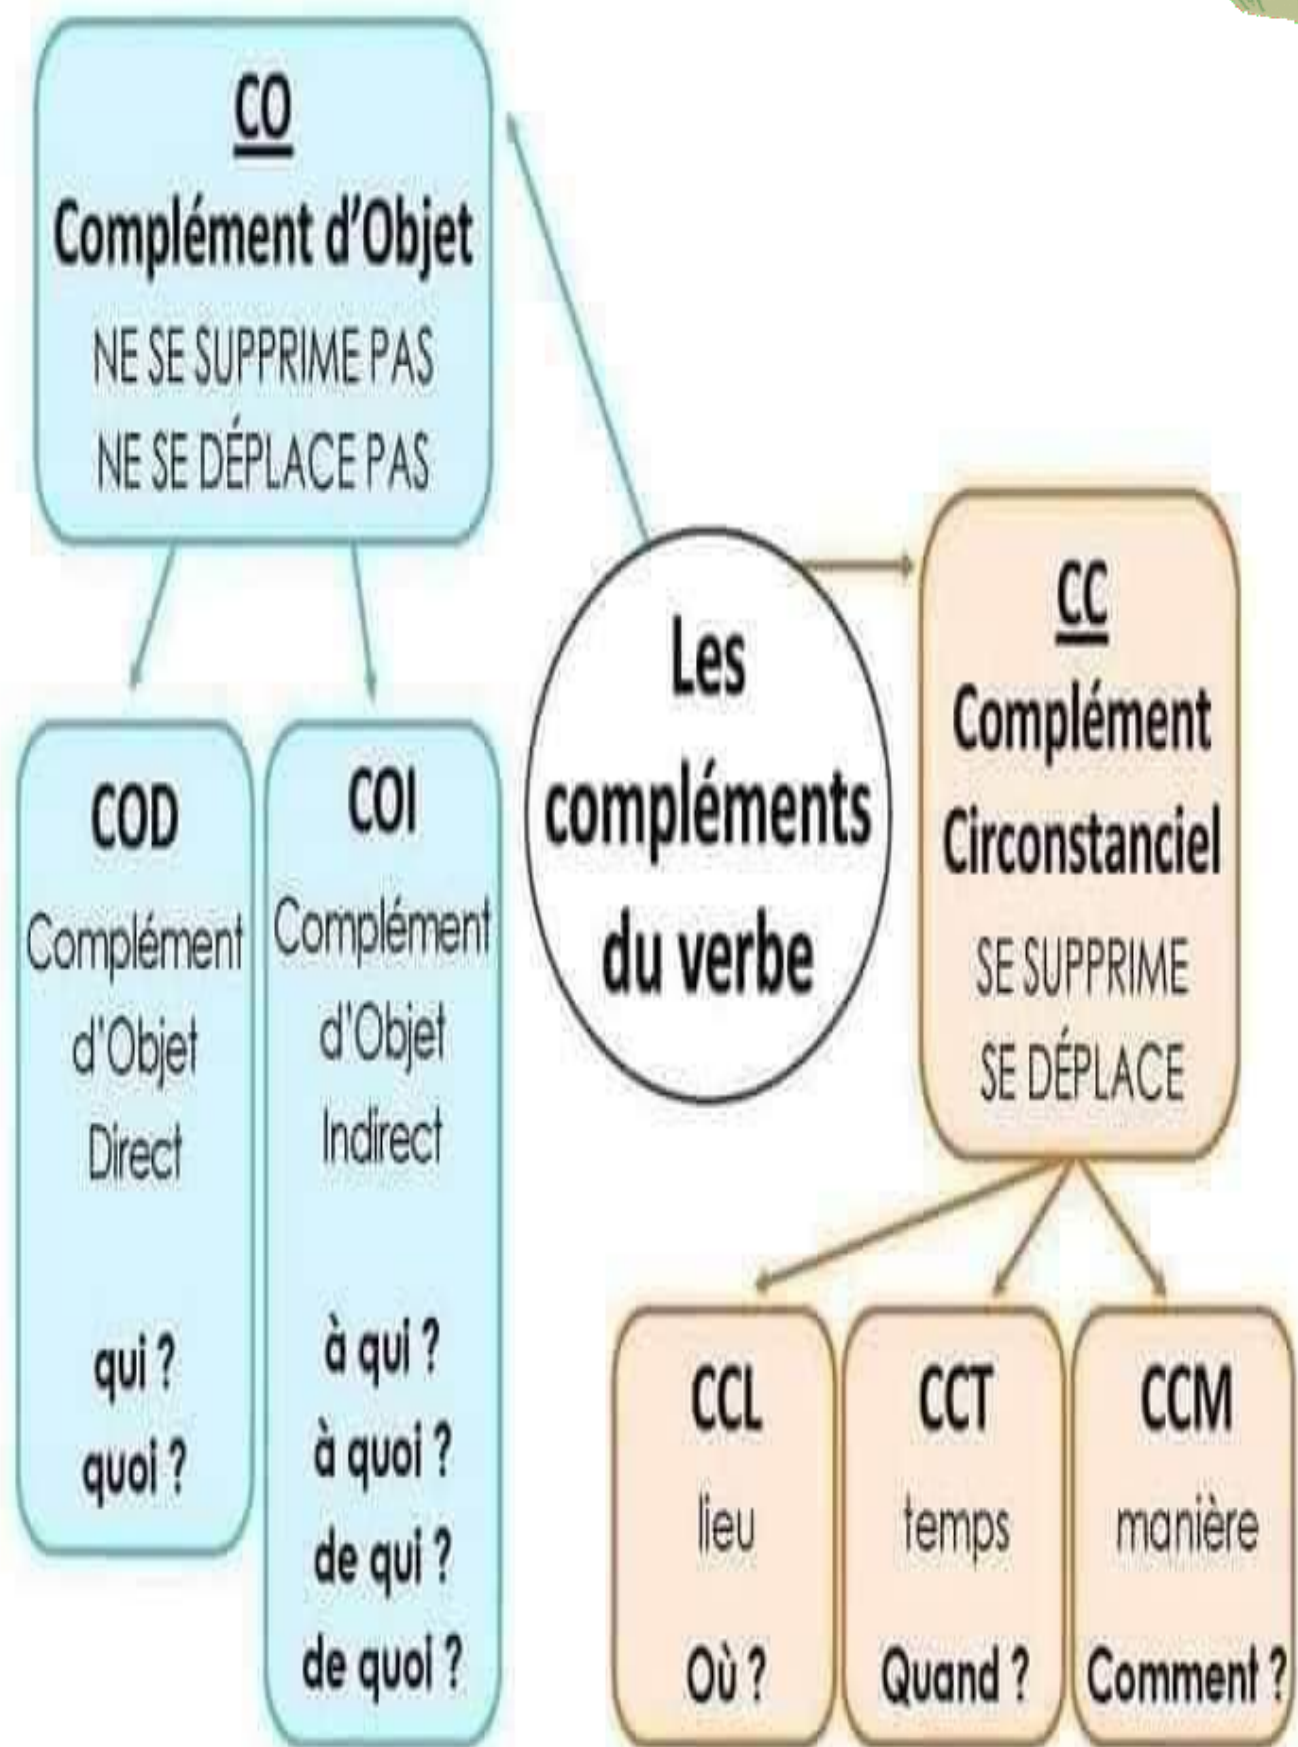 CO
Complément d'Objet
NE SE SUPPRIME PAS
NE SE DÉPLACE PAS
COD
Complément
d'Objet
Direct
qui ?
quoi ?
COI
Complément
d'Objet
Indirect
à qui ?
à quoi ?
de qui ?
de quoi ?
Les
compléments
du verbe
CC
Complément
Circonstanciel
SE SUPPRIME
SE DÉPLACE
CCL
lieu
Où ?
CCT
temps
Quand ?
CCM
manière
Comment ?